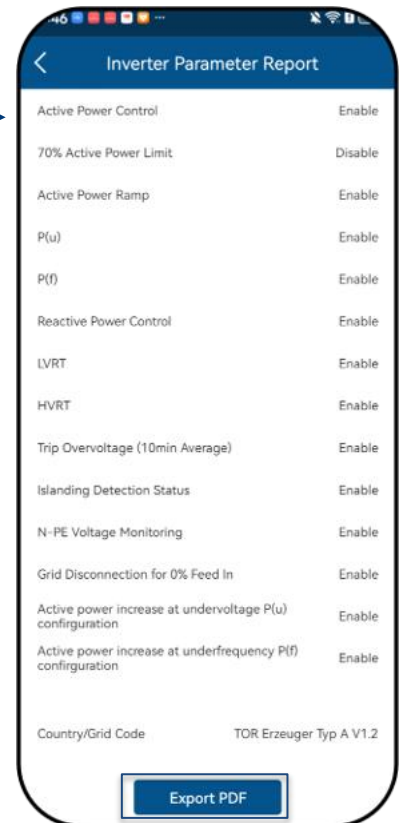 :46
Inverter Parameter Report
Active Power Control Enable
70% Active Power Limit Disable
Active Power Ramp Enable
P(u) Enable
P(f) Enable
Reactive Power Control Enable
LVRT Enable
HVRT Enable
Trip Overvoltage (10min Average) Enable
Islanding Detection Status Enable
N-PE Voltage Monitoring Enable
Grid Disconnection for 0% Feed In Enable
Active power increase at undervoltage P(u)
confirguration Enable
Active power increase at underfrequency P(f)
confirguration Enable
Country/Grid Code TOR Erzeuger Typ A V1.2
Export PDF